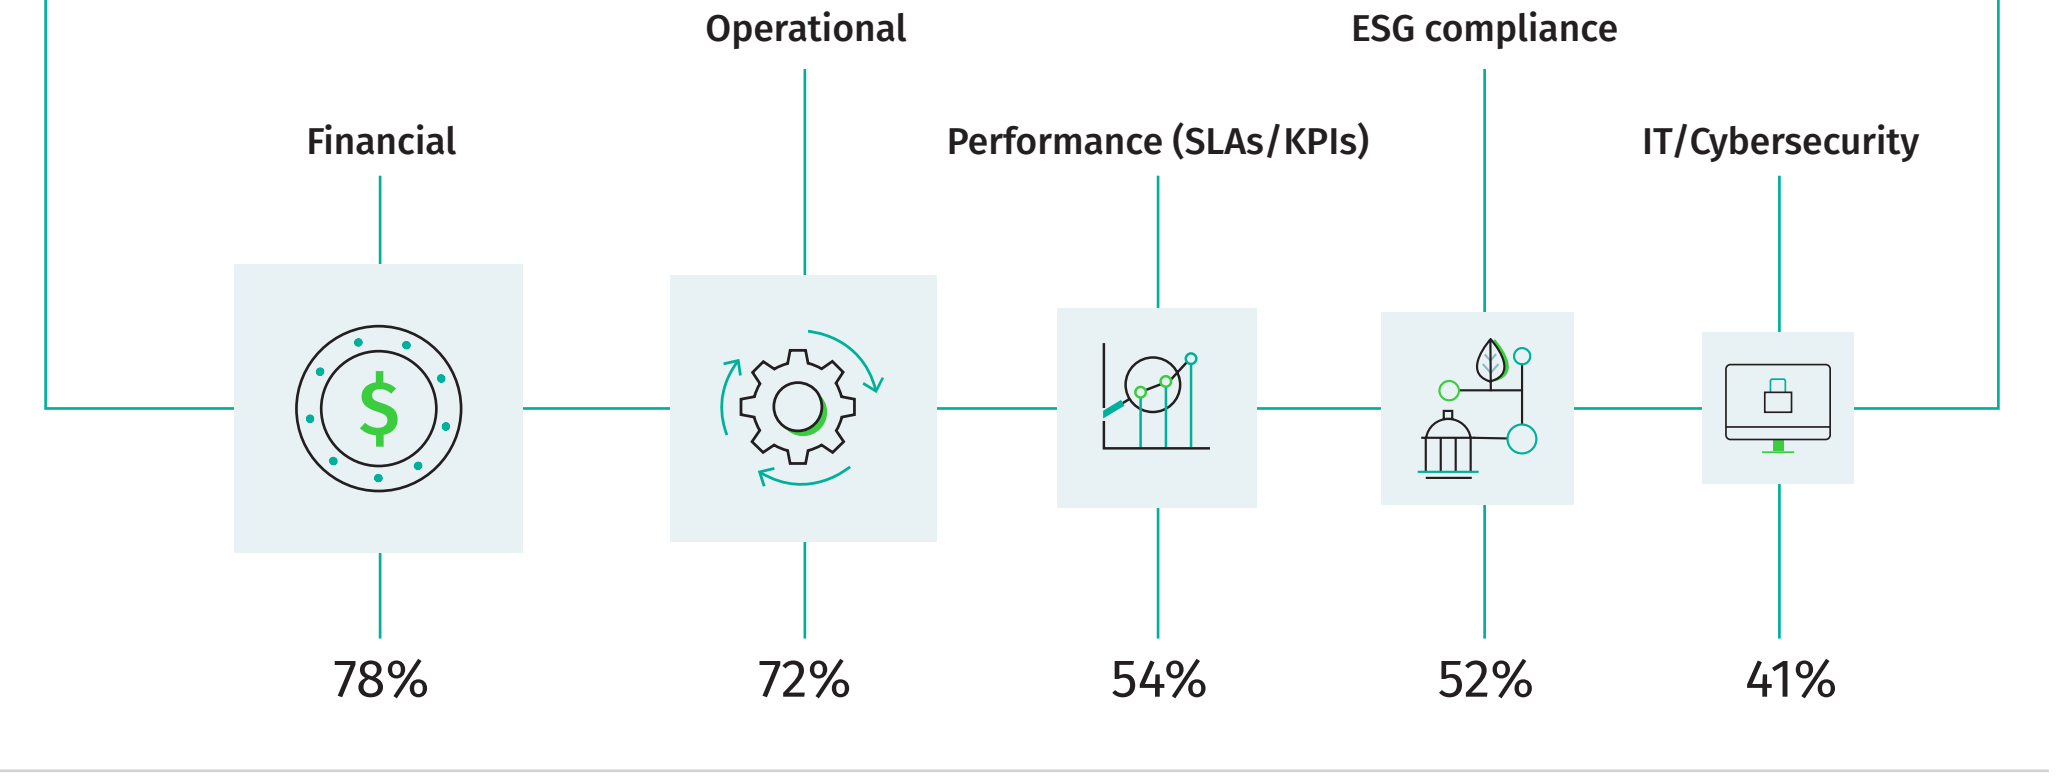 Operational
ESG compliance
Financial
Performance (SLAs/KPIs)
IT/Cybersecurity
$
78%
72%
54%
52%
41%